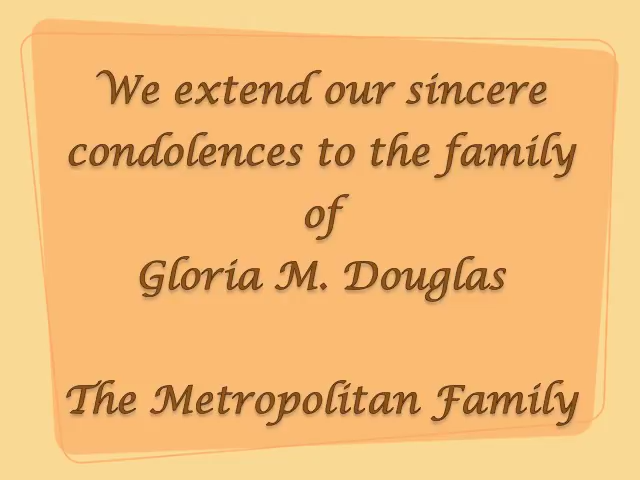 We extend our sincere
condolences to the family
of
Gloria M. Douglas
The Metropolitan Family